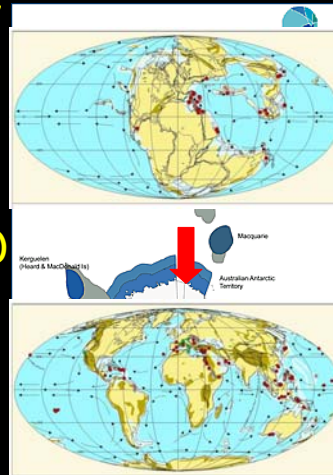 Macquarie
Kerguelen
(Heard & MacDonald Is)
Australian Antarctic
Territory